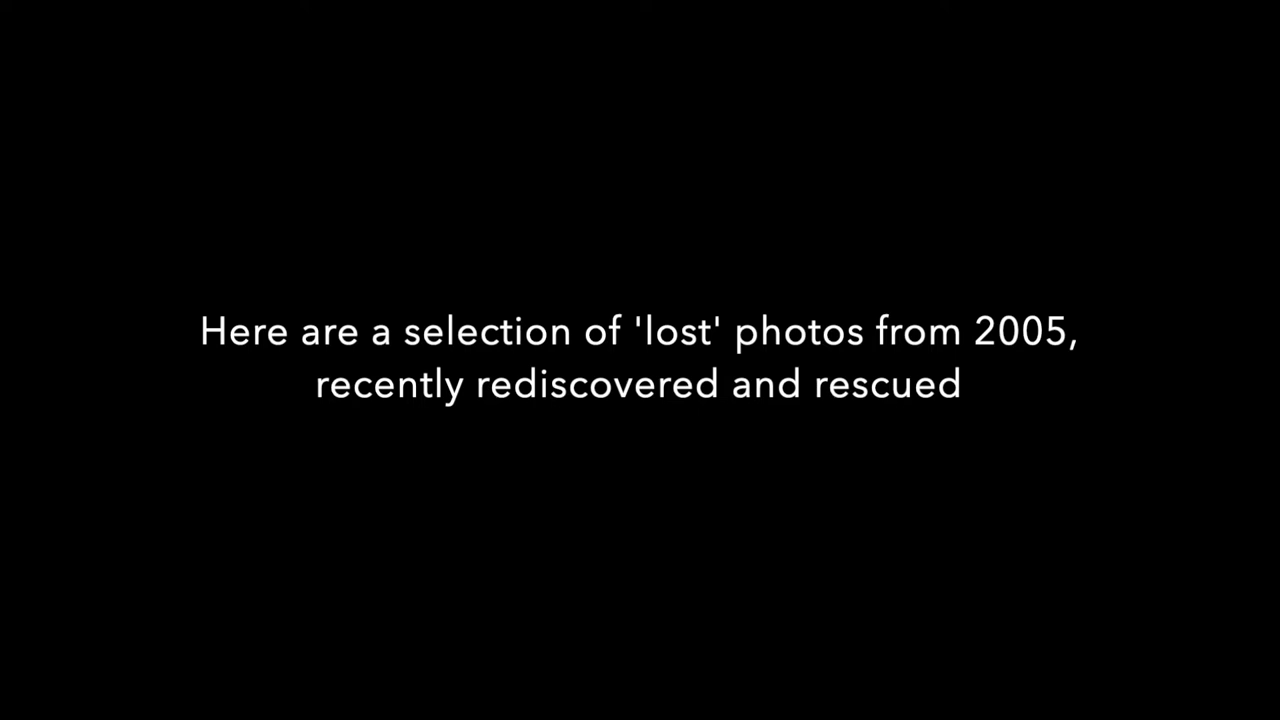 Here are a selection of 'lost' photos from 2005,
recently rediscovered and rescued